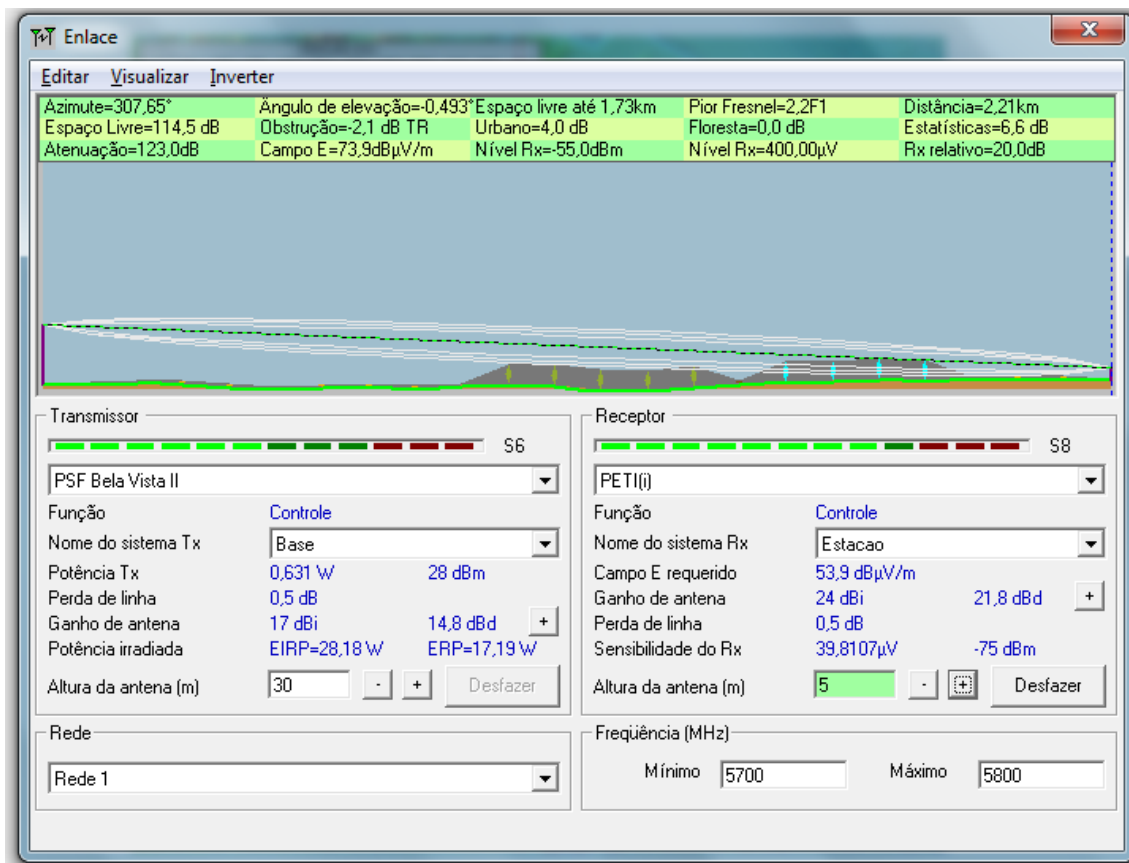 Enlace
Editar Visualizar Inverter
Azimute=307,65° Ângulo de elevação=-0,493° Espaço livre até 1,73km Pior Fresnel=2,2F1 Distância=2,21km
Espaço Livre=114,5 dB Obstrução=-2,1 dB TR Urbano=4,0 dB Floresta=0,0 dB Estatísticas=6,6 dB
Atenuação=123,0dB Campo E=73,9dBµV/m Nível Rx=-55,0dBm Nível Rx=400,00µV Rx relativo=20,0dB
Transmissor
S6
PSF Bela Vista II
Função Controle
Nome do sistema Tx Base
Potência Tx 0,631 W 28 dBm
Perda de linha 0,5 dB
Ganho de antena 17 dBi 14,8 dBd +
Potência irradiada EIRP=28,18 W ERP=17,19 W
Altura da antena (m) 30 - + Desfazer
Receptor
S8
PETI(i)
Função Controle
Nome do sistema Rx Estacao
Campo E requerido 53,9 dBµV/m
Ganho de antena 24 dBi 21,8 dBd +
Perda de linha 0,5 dB
Sensibilidade do Rx 39,8107µV -75 dBm
Altura da antena (m) 5 - + Desfazer
Rede
Rede 1
Freqüência (MHz)
Mínimo 5700 Máximo 5800